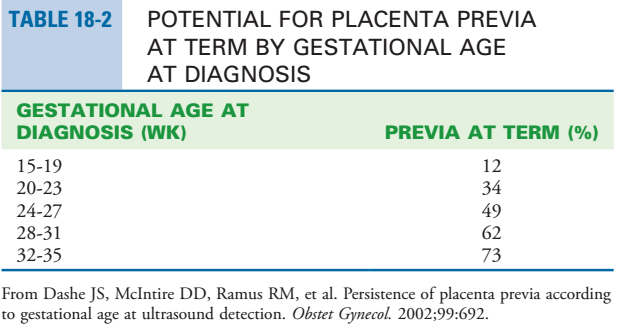 TABLE 18-2 POTENTIAL FOR PLACENTA PREVIA
AT TERM BY GESTATIONAL AGE
AT DIAGNOSIS
GESTATIONAL AGE AT
DIAGNOSIS (WK) PREVIA AT TERM (%)
15-19 12
20-23 34
24-27 49
28-31 62
32-35 73
From Dashe JS, McIntire DD, Ramus RM, et al. Persistence of placenta previa according
to gestational age at ultrasound detection. Obstet Gynecol. 2002;99:692.